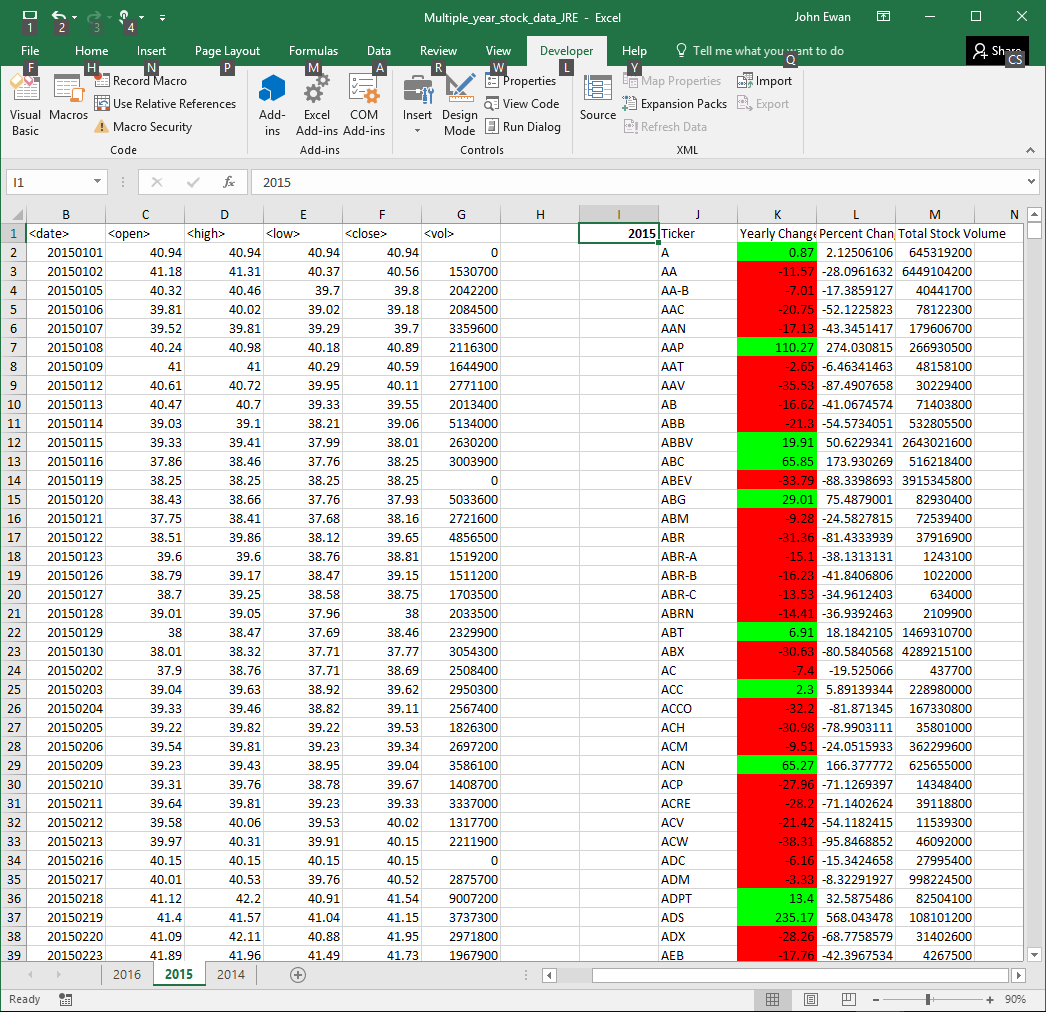 Multiple_year_stock_data_JRE - Excel John Ewan
1 2 3 4
File Home Insert Page Layout Formulas Data Review View Developer Help Tell me what you want to do Share
F H N P M A R W L Y Q CS
Record Macro Properties Map Properties Import
Use Relative References View Code Expansion Packs Export
Macro Security Run Dialog Refresh Data
Visual Basic Macros Add-ins Excel Add-ins COM Add-ins Insert Design Mode Source
Code Add-ins Controls XML
I1 fx 2015
B C D E F G H I J K L M N
1 <date> <open> <high> <low> <close> <vol> 2015 Ticker Yearly Change Percent Chan Total Stock Volume
2 20150101 40.94 40.94 40.94 40.94 0 A 0.87 2.12506106 645319200
3 20150102 41.18 41.31 40.37 40.56 1530700 AA -11.57 -28.0961632 6449104200
4 20150105 40.32 40.46 39.7 39.8 2042200 AA-B -7.01 -17.3859127 40441700
5 20150106 39.81 40.02 39.02 39.18 2084500 AAC -20.75 -52.1225823 78122300
6 20150107 39.52 39.81 39.29 39.7 3359600 AAN -17.13 -43.3451417 179606700
7 20150108 40.24 40.98 40.18 40.89 2116300 AAP 110.27 274.030815 266930500
8 20150109 41 41 40.29 40.59 1644900 AAT -2.65 -6.46341463 48158100
9 20150112 40.61 40.72 39.95 40.11 2771100 AAV -35.53 -87.4907658 30229400
10 20150113 40.47 40.7 39.33 39.55 2013400 AB -16.62 -41.0674574 71403800
11 20150114 39.03 39.1 38.21 39.06 5134000 ABB -21.3 -54.5734051 532805500
12 20150115 39.33 39.41 37.99 38.01 2630200 ABBV 19.91 50.6229341 2643021600
13 20150116 37.86 38.46 37.76 38.25 3003900 ABC 65.85 173.930269 516218400
14 20150119 38.25 38.25 38.25 38.25 0 ABEV -33.79 -88.3398693 3915345800
15 20150120 38.43 38.66 37.76 37.93 5033600 ABG 29.01 75.4879001 82930400
16 20150121 37.75 38.41 37.68 38.16 2721600 ABM -9.28 -24.5827815 72539400
17 20150122 38.51 39.86 38.12 39.65 4856500 ABR -31.36 -81.4333939 37916900
18 20150123 39.6 39.6 38.76 38.81 1519200 ABR-A -15.1 -38.1313131 1243100
19 20150126 38.79 39.17 38.47 39.15 1511200 ABR-B -16.23 -41.8406806 1022000
20 20150127 38.7 39.25 38.58 38.75 1703500 ABR-C -13.53 -34.9612403 634000
21 20150128 39.01 39.05 37.96 38 2033500 ABRN -14.41 -36.9392463 2109900
22 20150129 38 38.47 37.69 38.46 2329900 ABT 6.91 18.1842105 1469310700
23 20150130 38.01 38.32 37.71 37.77 3054300 ABX -30.63 -80.5840568 4289215100
24 20150202 37.9 38.76 37.71 38.69 2508400 AC -7.4 -19.525066 437700
25 20150203 39.04 39.63 38.92 39.62 2950300 ACC 2.3 5.89139344 228980000
26 20150204 39.33 39.46 38.82 39.11 2567400 ACCO -32.2 -81.871345 167330800
27 20150205 39.22 39.82 39.22 39.53 1826300 ACH -30.98 -78.9903111 35801000
28 20150206 39.54 39.81 39.23 39.34 2697200 ACM -9.51 -24.0515933 362299600
29 20150209 39.23 39.43 38.95 39.04 3586100 ACN 65.27 166.377772 625655000
30 20150210 39.31 39.76 38.78 39.67 1408700 ACP -27.96 -71.1269397 14348400
31 20150211 39.64 39.81 39.23 39.33 3337000 ACRE -28.2 -71.1402624 39118800
32 20150212 39.58 40.06 39.53 40.02 1317700 ACV -21.42 -54.1182415 11539300
33 20150213 39.97 40.31 39.91 40.15 2211900 ACW -38.31 -95.8468852 46092000
34 20150216 40.15 40.15 40.15 40.15 0 ADC -6.16 -15.3424658 27995400
35 20150217 40.01 40.53 39.76 40.52 2875700 ADM -3.33 -8.32291927 998224500
36 20150218 41.12 42.2 40.91 41.54 9007200 ADPT 13.4 32.5875486 82504100
37 20150219 41.4 41.57 41.04 41.15 3737300 ADS 235.17 568.043478 108101200
38 20150220 41.09 42.11 40.88 41.95 2971800 ADX -28.26 -68.7758579 31402600
39 20150223 41.89 41.96 41.49 41.73 1967900 AEB -17.76 -42.3967534 4267500
2016 2015 2014
Ready 90%